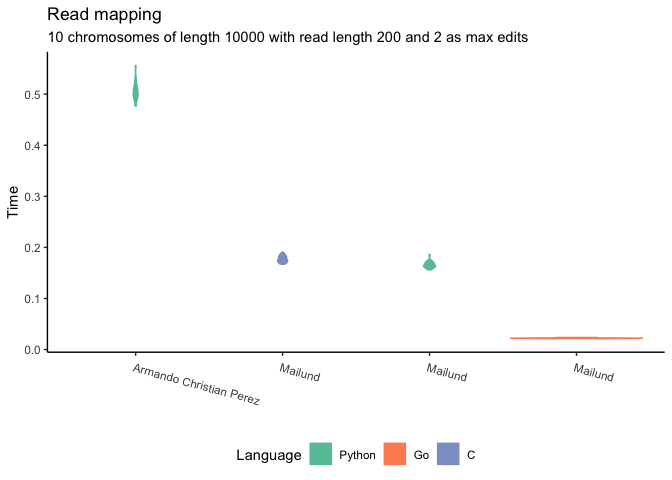 Read mapping
10 chromosomes of length 10000 with read length 200 and 2 as max edits
Time
0.5
0.4
0.3
0.2
0.1
0.0
Armando Christian Perez
Mailund
Mailund
Mailund
Language Python Go C